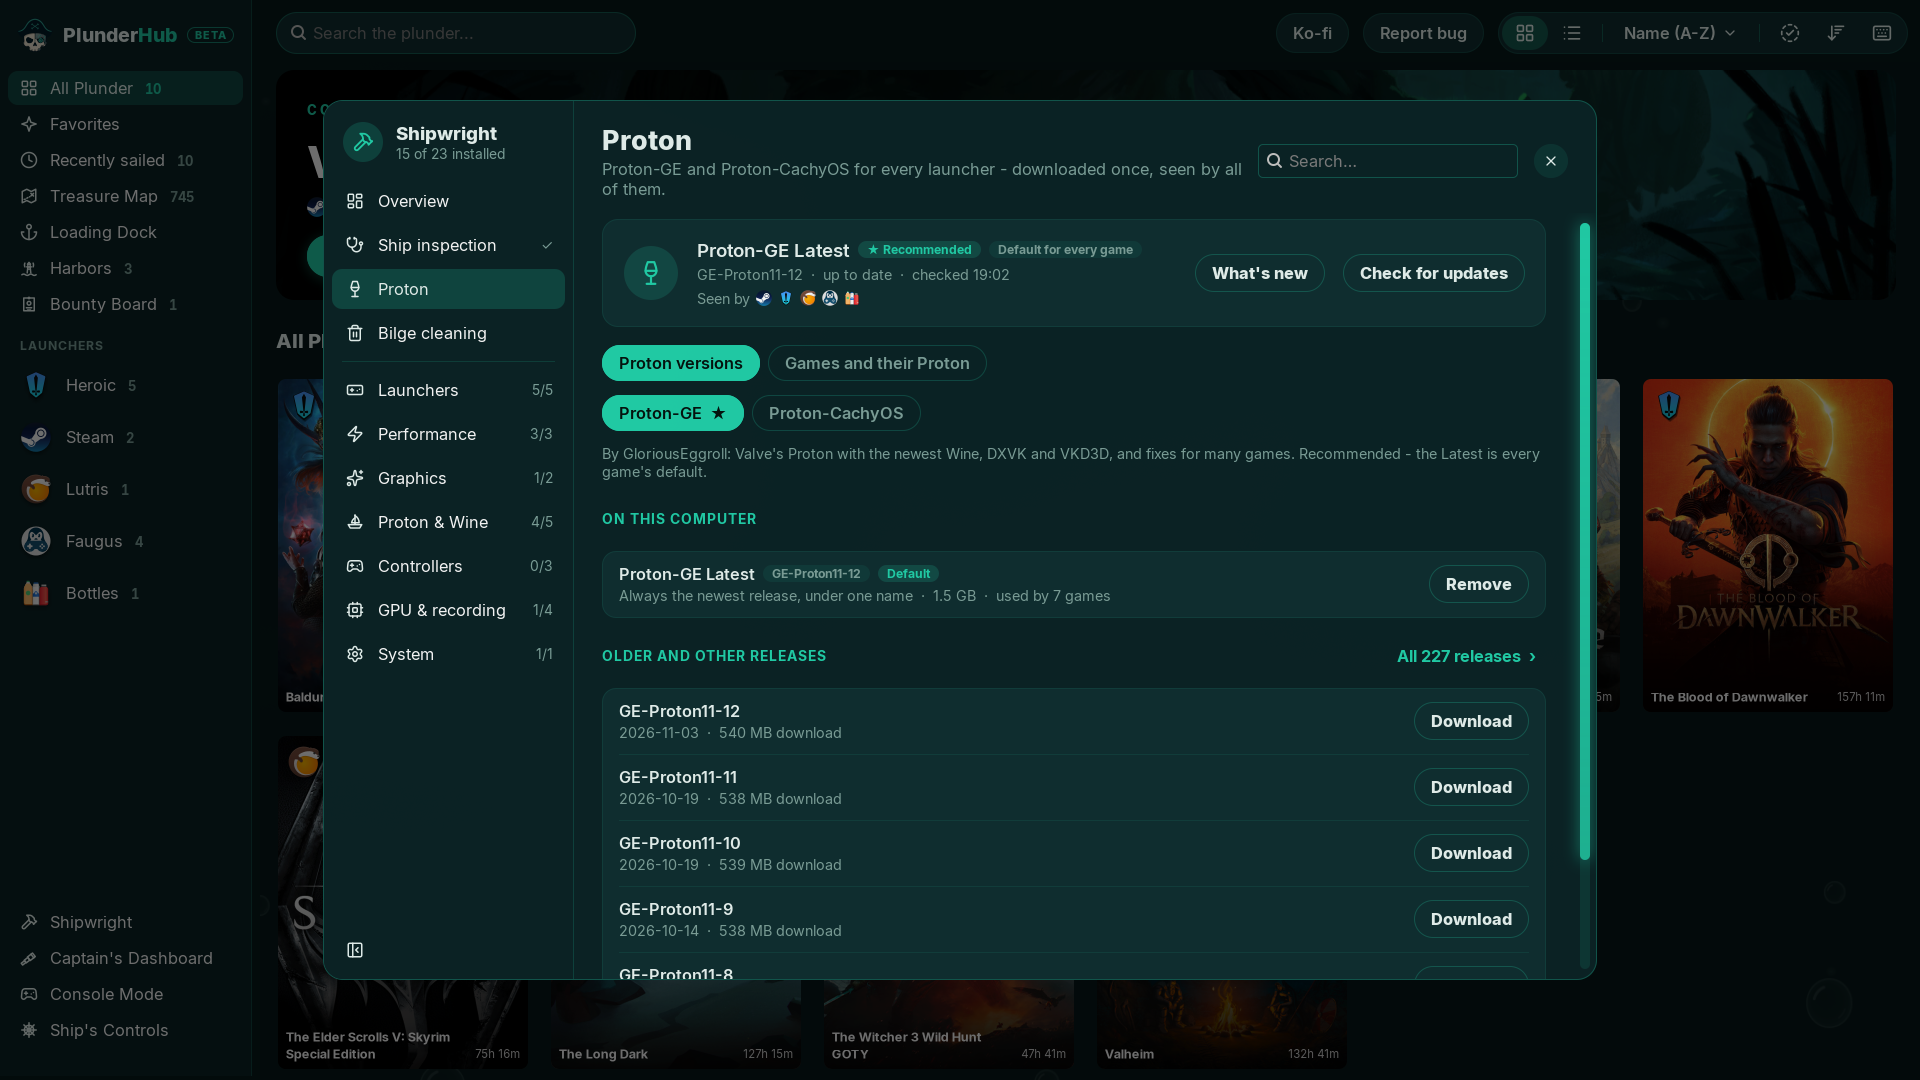 PlunderHub BETA
Search the plunder...
Ko-fi
Report bug
Name (A-Z)
All Plunder 10
Favorites
Recently sailed 10
Treasure Map 745
Loading Dock
Harbors 3
Bounty Board 1
LAUNCHERS
Heroic 5
Steam 2
Lutris 1
Faugus 4
Bottles 1
Shipwright
Captain's Dashboard
Console Mode
Ship's Controls
All Pl
Shipwright
15 of 23 installed
Overview
Ship inspection
Proton
Bilge cleaning
Launchers 5/5
Performance 3/3
Graphics 1/2
Proton & Wine 4/5
Controllers 0/3
GPU & recording 1/4
System 1/1
Proton
Proton-GE and Proton-CachyOS for every launcher - downloaded once, seen by all
of them.
Search...
Proton-GE Latest ★ Recommended Default for every game
GE-Proton11-12 · up to date · checked 19:02
Seen by
What's new
Check for updates
Proton versions
Games and their Proton
Proton-GE ★
Proton-CachyOS
By GloriousEggroll: Valve's Proton with the newest Wine, DXVK and VKD3D, and fixes for many games. Recommended - the Latest is every
game's default.
ON THIS COMPUTER
Proton-GE Latest GE-Proton11-12 Default
Always the newest release, under one name · 1.5 GB · used by 7 games
Remove
OLDER AND OTHER RELEASES
All 227 releases ›
GE-Proton11-12
2026-11-03 · 540 MB download
Download
GE-Proton11-11
2026-10-19 · 538 MB download
Download
GE-Proton11-10
2026-10-19 · 539 MB download
Download
GE-Proton11-9
2026-10-14 · 538 MB download
Download
GE-Proton11-8
Baldur
5m
THE BLOOD OF
DAWNWALKER
The Blood of Dawnwalker 157h 11m
S
The Elder Scrolls V: Skyrim
Special Edition 75h 16m
The Long Dark 127h 15m
The Witcher 3 Wild Hunt
GOTY 47h 41m
Valheim 132h 41m